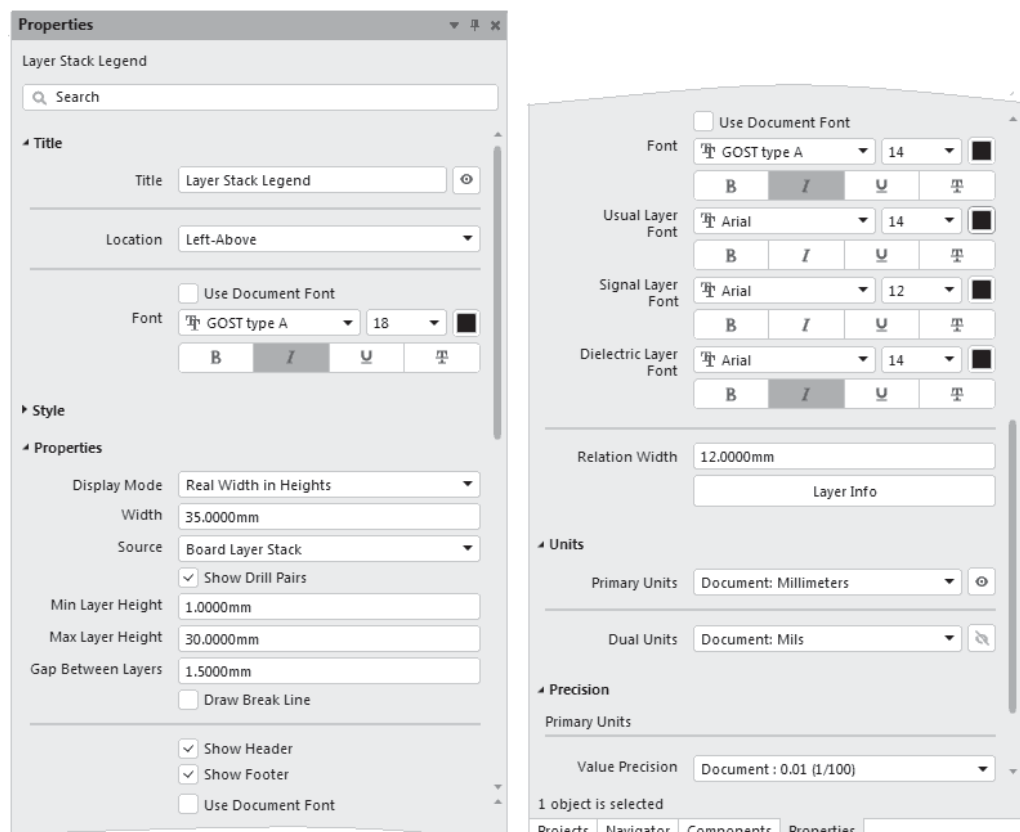 Properties
Layer Stack Legend
Search
Title
Title Layer Stack Legend
Location Left-Above
Use Document Font
Font GOST type A 18
B I U T
Style
Properties
Display Mode Real Width in Heights
Width 35.0000mm
Source Board Layer Stack
Show Drill Pairs
Min Layer Height 1.0000mm
Max Layer Height 30.0000mm
Gap Between Layers 1.5000mm
Draw Break Line
Show Header
Show Footer
Use Document Font
Use Document Font
Font GOST type A 14
B I U T
Usual Layer
Font
Arial 14
B I U T
Signal Layer
Font
Arial 12
B I U T
Dielectric Layer
Font
Arial 14
B I U T
Relation Width 12.0000mm
Layer Info
Units
Primary Units Document: Millimeters
Dual Units Document: Mils
Precision
Primary Units
Value Precision Document : 0.01 (1/100)
1 object is selected
Projects Navigator Components Properties